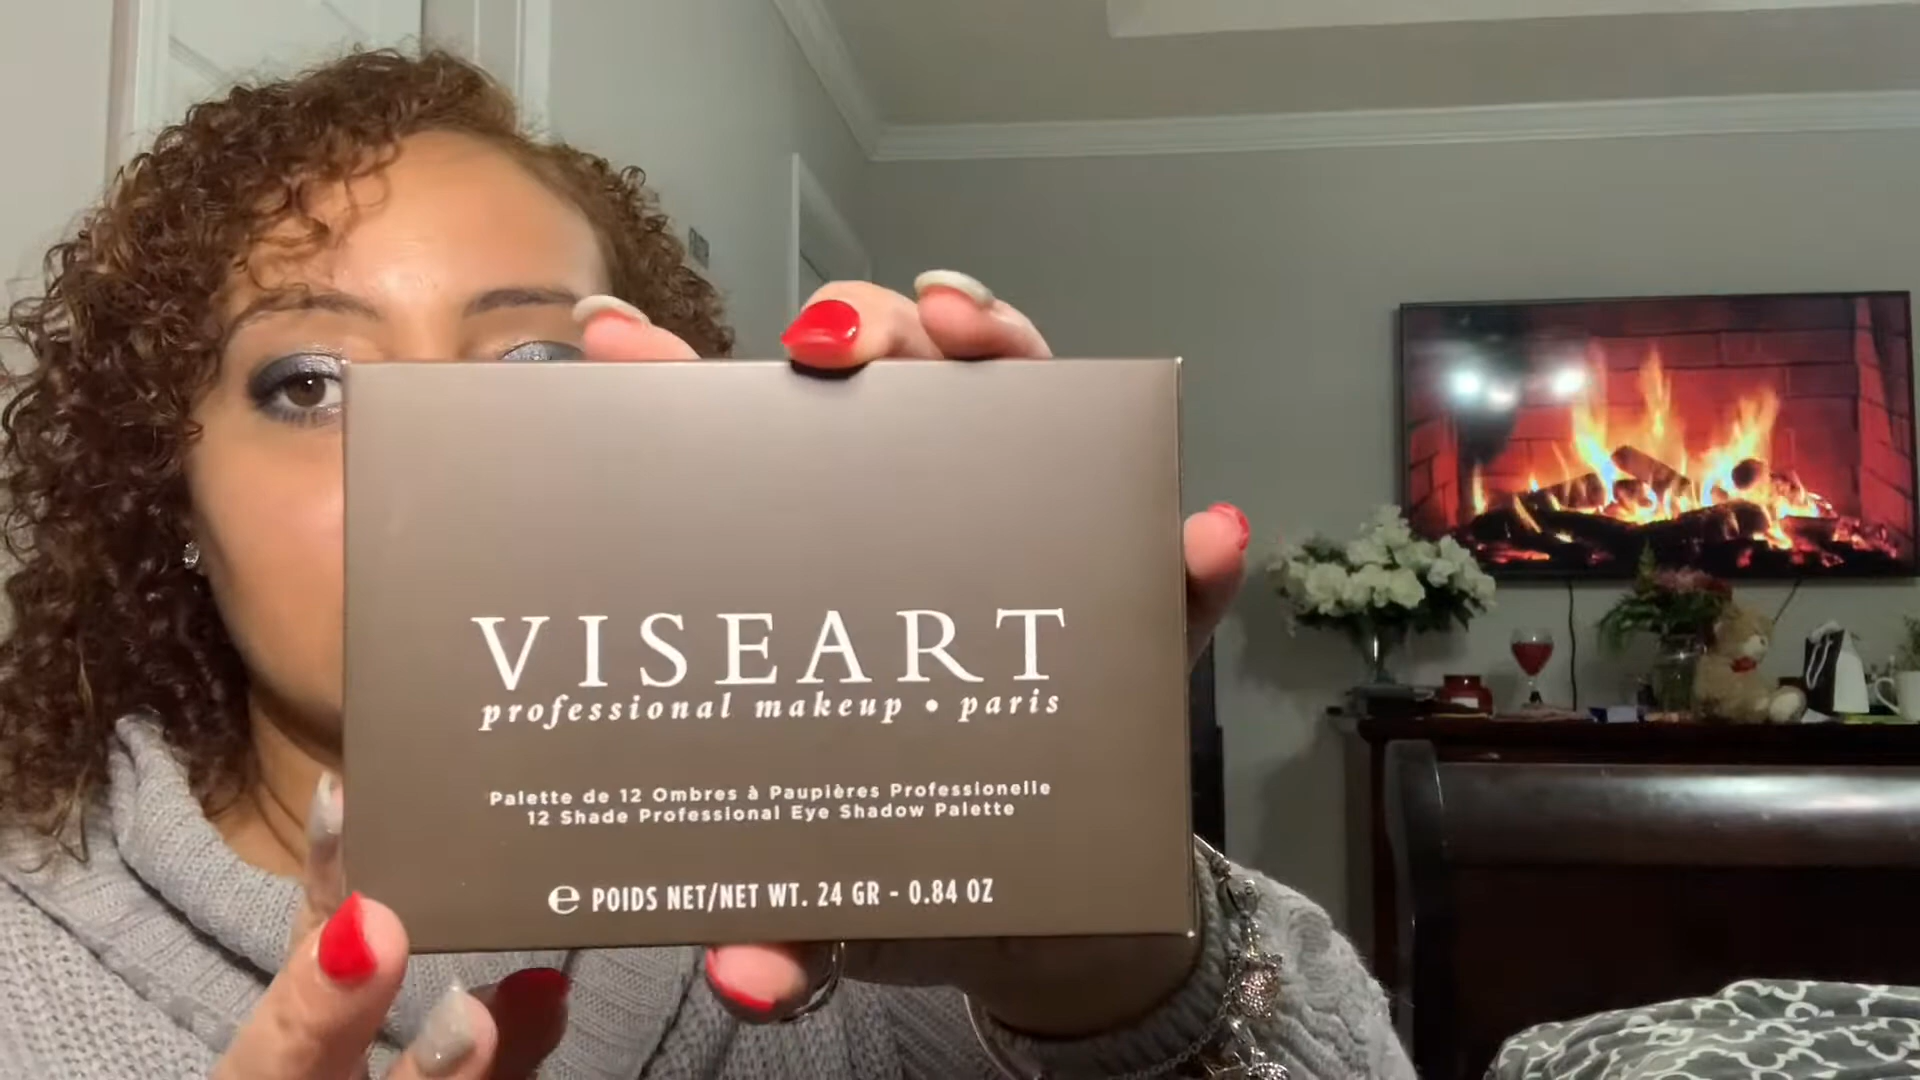 VISEART
professional makeup • paris
Palette de 12 Ombres à Paupières Professionelle
12 Shade Professional Eye Shadow Palette
℮ POIDS NET/NET WT. 24 GR - 0.84 OZ